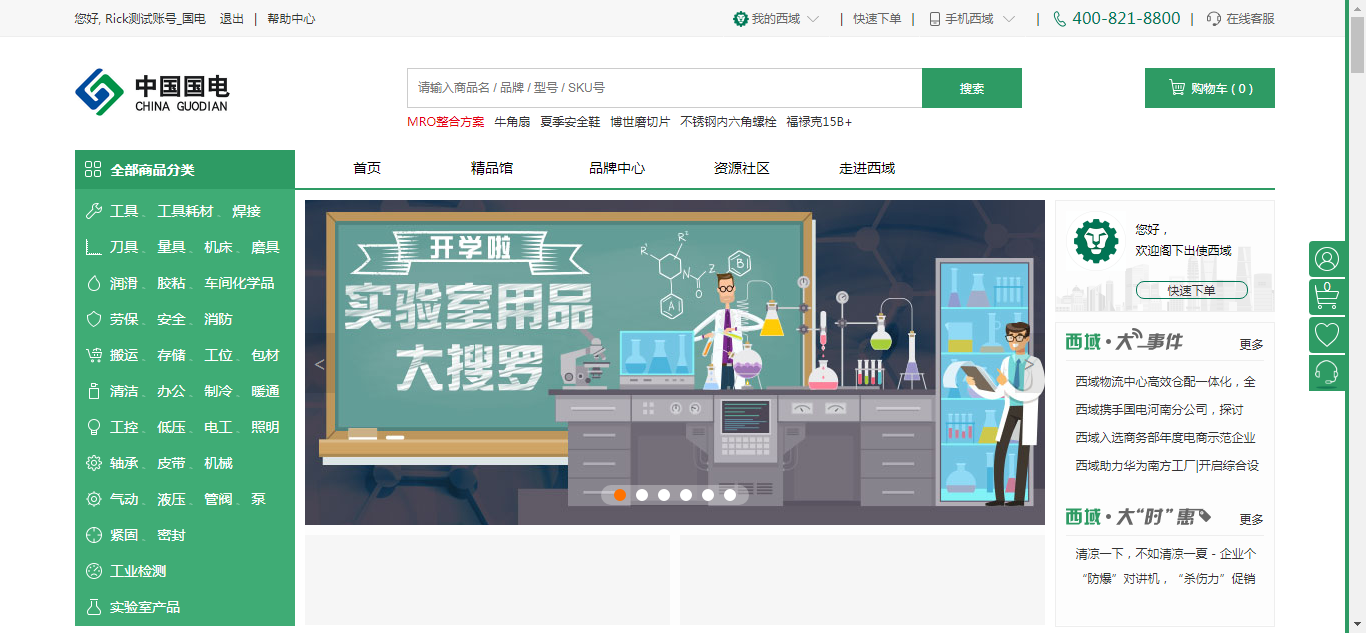 您好, Rick测试账号_国电 退出 | 帮助中心
我的西域 | 快速下单 | 手机西域 | 400-821-8800 | 在线客服
中国国电
CHINA GUODIAN
请输入商品名 / 品牌 / 型号 / SKU号
搜索
购物车 ( 0 )
MRO整合方案 牛角扇 夏季安全鞋 博世磨切片 不锈钢内六角螺栓 福禄克15B+
全部商品分类
首页 精品馆 品牌中心 资源社区 走进西域
工具、 工具耗材、 焊接
刀具、 量具、 机床、 磨具
润滑、 胶粘、 车间化学品
劳保、 安全、 消防
搬运、 存储、 工位、 包材
清洁、 办公、 制冷、 暖通
工控、 低压、 电工、 照明
轴承、 皮带、 机械
气动、 液压、 管阀、 泵
紧固、 密封
工业检测
实验室产品
开学啦
实验室用品
大搜罗
R¹ R² N Z O A B
<
您好，
欢迎阁下出使西域
快速下单
西域·大事件
更多
西域物流中心高效仓配一体化，全
西域携手国电河南分公司，探讨
西域入选商务部年度电商示范企业
西域助力华为南方工厂|开启综合设
西域·大“时”惠
更多
清凉一下，不如清凉一夏 - 企业个
“防爆”对讲机，“杀伤力”促销
0